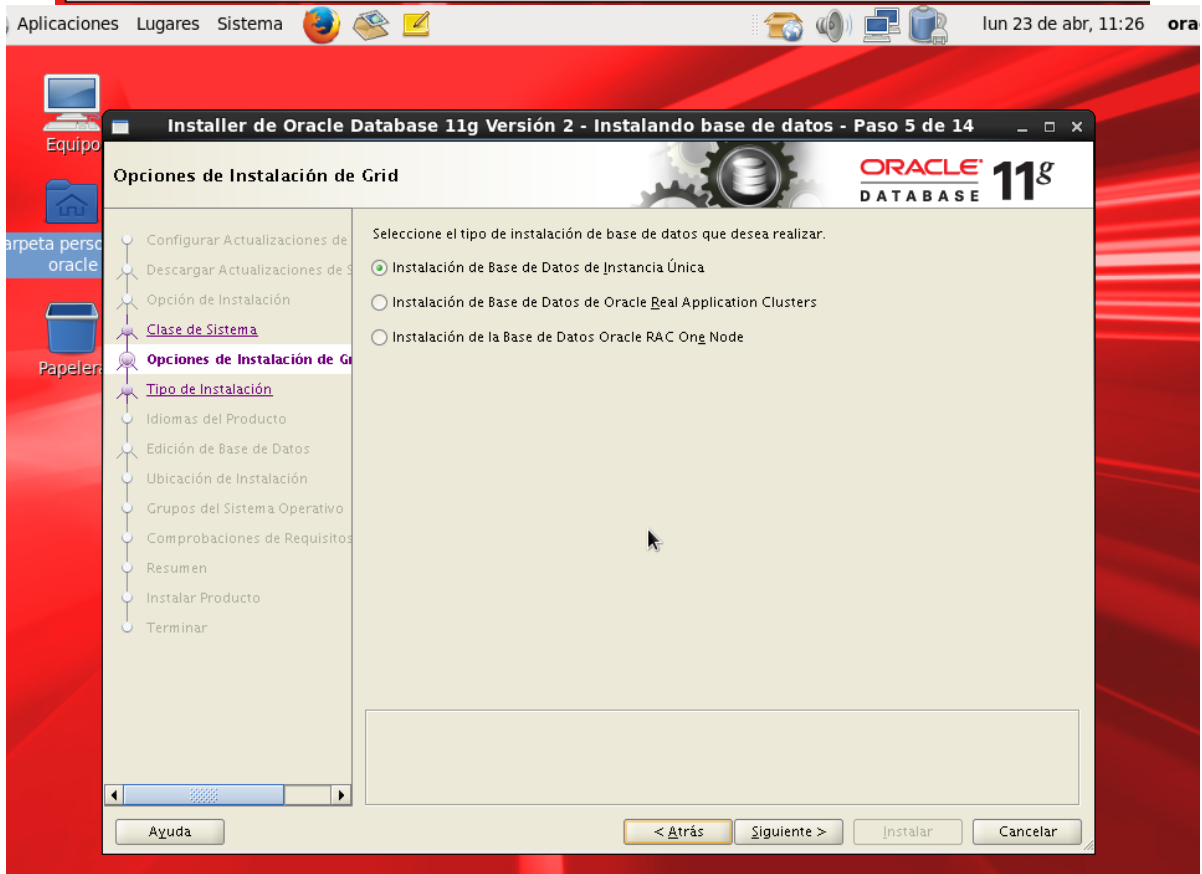 Aplicaciones Lugares Sistema lun 23 de abr, 11:26 ora
Equipo
arpeta perso
oracle
Papeler
Installer de Oracle Database 11g Versión 2 - Instalando base de datos - Paso 5 de 14
Opciones de Instalación de Grid
ORACLE 11g
DATABASE
Configurar Actualizaciones de
Descargar Actualizaciones de S
Opción de Instalación
Clase de Sistema
Opciones de Instalación de Gr
Tipo de Instalación
Idiomas del Producto
Edición de Base de Datos
Ubicación de Instalación
Grupos del Sistema Operativo
Comprobaciones de Requisitos
Resumen
Instalar Producto
Terminar
Seleccione el tipo de instalación de base de datos que desea realizar.
Instalación de Base de Datos de Instancia Única
Instalación de Base de Datos de Oracle Real Application Clusters
Instalación de la Base de Datos Oracle RAC One Node
Ayuda < Atrás Siguiente > Instalar Cancelar